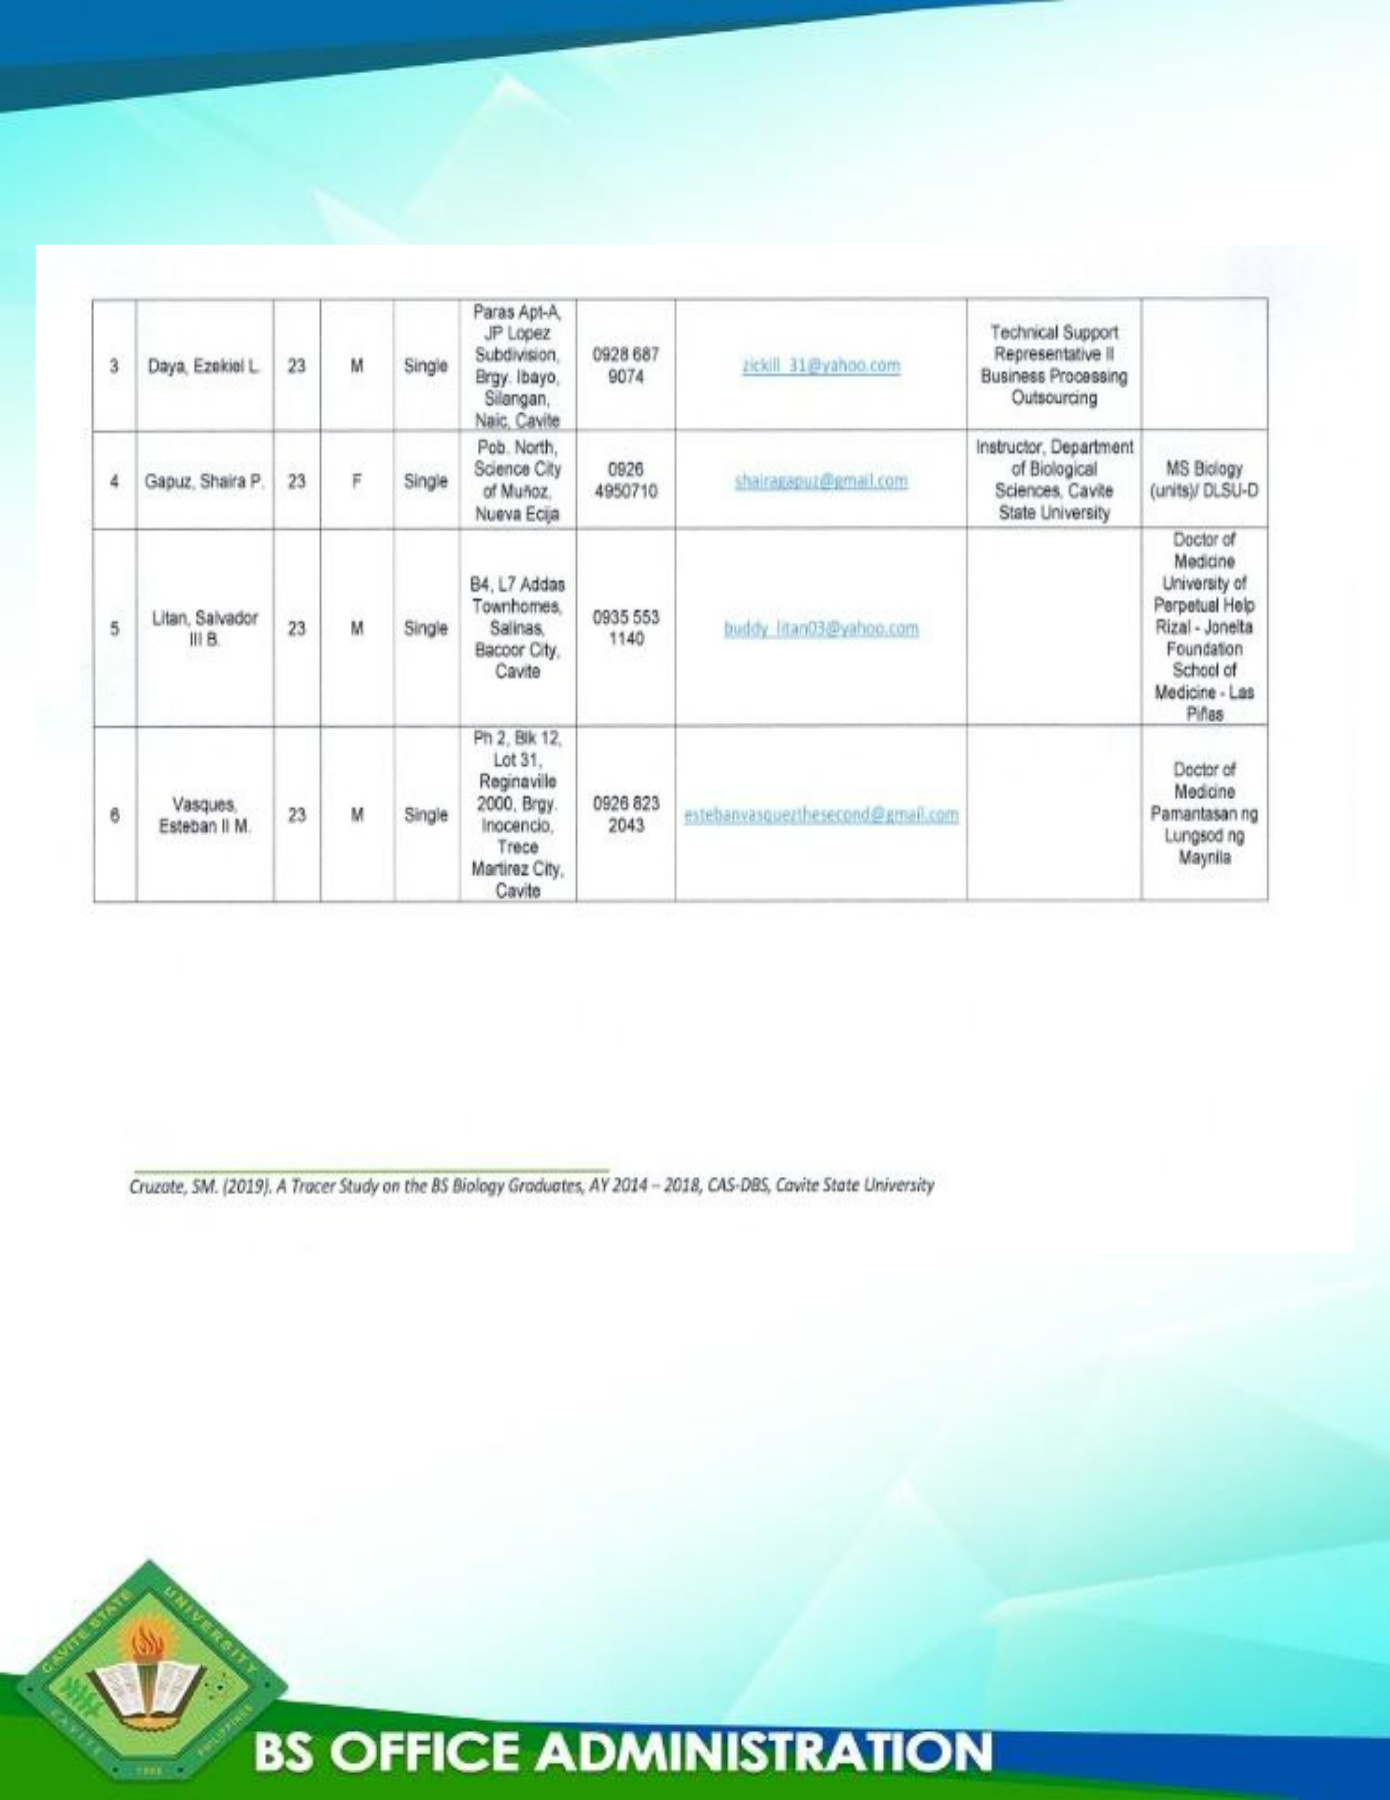 3
Daya, Ezekiel L.
23
M
Single
Paras Apt-A,
JP Lopez
Subdivision,
Brgy. Ibayo,
Silangan,
Naic, Cavite
0928 687
9074
zickill_31@yahoo.com
Technical Support
Representative II
Business Processing
Outsourcing
4
Gapuz, Shaira P.
23
F
Single
Pob. North,
Science City
of Muñoz,
Nueva Ecija
0926
4950710
shairagapuz@gmail.com
Instructor, Department
of Biological
Sciences, Cavite
State University
MS Biology
(units)/ DLSU-D
5
Litan, Salvador
III B.
23
M
Single
B4, L7 Addas
Townhomes,
Salinas,
Bacoor City,
Cavite
0935 553
1140
buddy_litan03@yahoo.com
Doctor of
Medicine
University of
Perpetual Help
Rizal - Jonelta
Foundation
School of
Medicine - Las
Piñas
6
Vasques,
Esteban II M.
23
M
Single
Ph 2, Blk 12,
Lot 31,
Reginaville
2000, Brgy.
Inocencio,
Trece
Martirez City,
Cavite
0926 823
2043
estebanvasquezthesecond@gmail.com
Doctor of
Medicine
Pamantasan ng
Lungsod ng
Maynila
Cruzate, SM. (2019). A Tracer Study on the BS Biology Graduates, AY 2014 – 2018, CAS-DBS, Cavite State University
CAVITE STATE UNIVERSITY
CAVITE
PHILIPPINES
BS OFFICE ADMINISTRATION